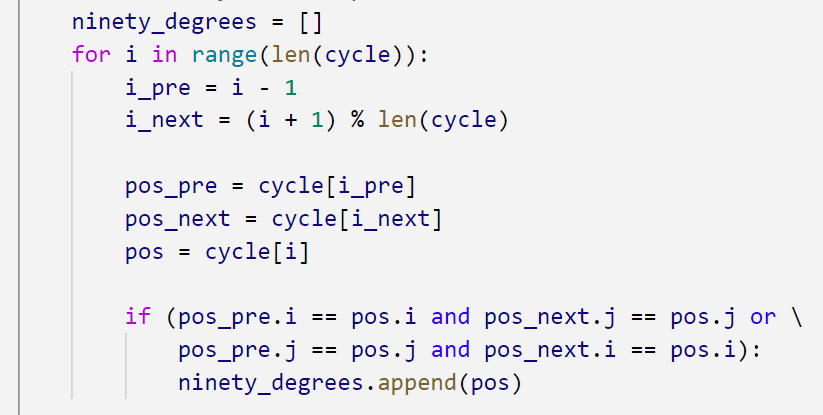 ninety_degrees = []
for i in range(len(cycle)):
    i_pre = i - 1
    i_next = (i + 1) % len(cycle)

    pos_pre = cycle[i_pre]
    pos_next = cycle[i_next]
    pos = cycle[i]

    if (pos_pre.i == pos.i and pos_next.j == pos.j or \
        pos_pre.j == pos.j and pos_next.i == pos.i):
        ninety_degrees.append(pos)